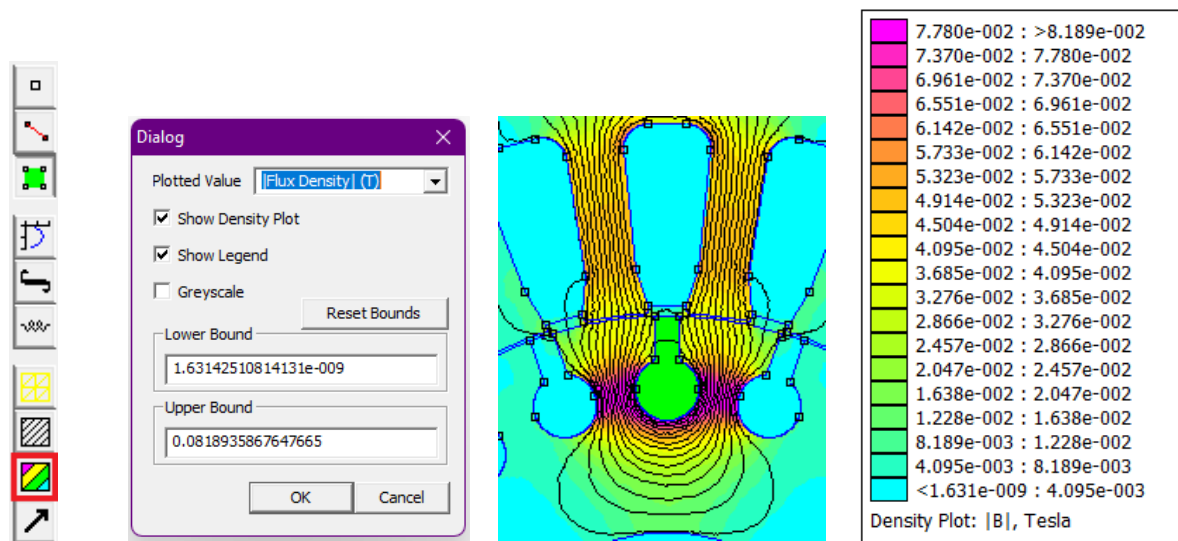 Dialog
Plotted Value |Flux Density| (T)
Show Density Plot
Show Legend
Greyscale
Reset Bounds
Lower Bound
1.63142510814131e-009
Upper Bound
0.0818935867647665
OK Cancel
7.780e-002 : >8.189e-002
7.370e-002 : 7.780e-002
6.961e-002 : 7.370e-002
6.551e-002 : 6.961e-002
6.142e-002 : 6.551e-002
5.733e-002 : 6.142e-002
5.323e-002 : 5.733e-002
4.914e-002 : 5.323e-002
4.504e-002 : 4.914e-002
4.095e-002 : 4.504e-002
3.685e-002 : 4.095e-002
3.276e-002 : 3.685e-002
2.866e-002 : 3.276e-002
2.457e-002 : 2.866e-002
2.047e-002 : 2.457e-002
1.638e-002 : 2.047e-002
1.228e-002 : 1.638e-002
8.189e-003 : 1.228e-002
4.095e-003 : 8.189e-003
<1.631e-009 : 4.095e-003
Density Plot: |B|, Tesla